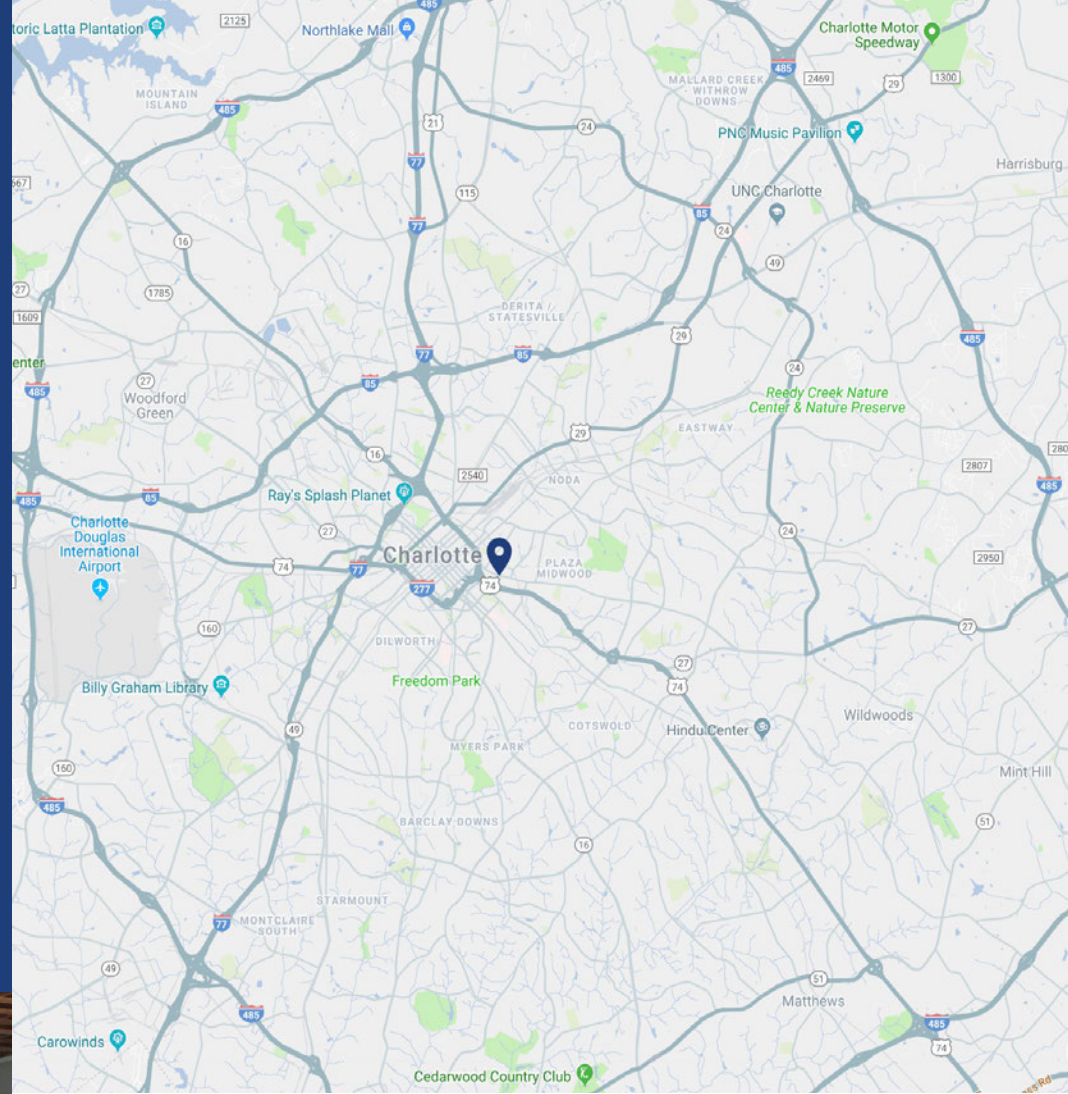 485
2125
toric Latta Plantation
Northlake Mall
Charlotte Motor
Speedway
485
2469
29
1300
MALLARD CREEK
- WITHROW
DOWNS
MOUNTAIN
ISLAND
485
21
24
PNC Music Pavilion
77
Harrisburg
667
115
UNC Charlotte
85
77
24
16
49
27
1785
1609
DERITA /
STATESVILLE
29
485
77
85
enter
24
485
85
27
Woodford
Green
Reedy Creek Nature
Center & Nature Preserve
29
EASTWAY
16
280
2540
2807
NODA
485
Ray's Splash Planet
85
485
Charlotte
Douglas
International
Airport
27
24
Charlotte
74
77
PLAZA
MIDWOOD
2950
277
74
160
27
DILWORTH
27
Freedom Park
74
Billy Graham Library
Wildwoods
COTSWOLD
Hindu Center
49
MYERS PARK
160
Mint Hill
485
51
BARCLAY DOWNS
16
STARMOUNT
77
MONTCLAIRE
SOUTH
49
51
Matthews
485
485
Carowinds
74
Cedarwood Country Club
ess Rd